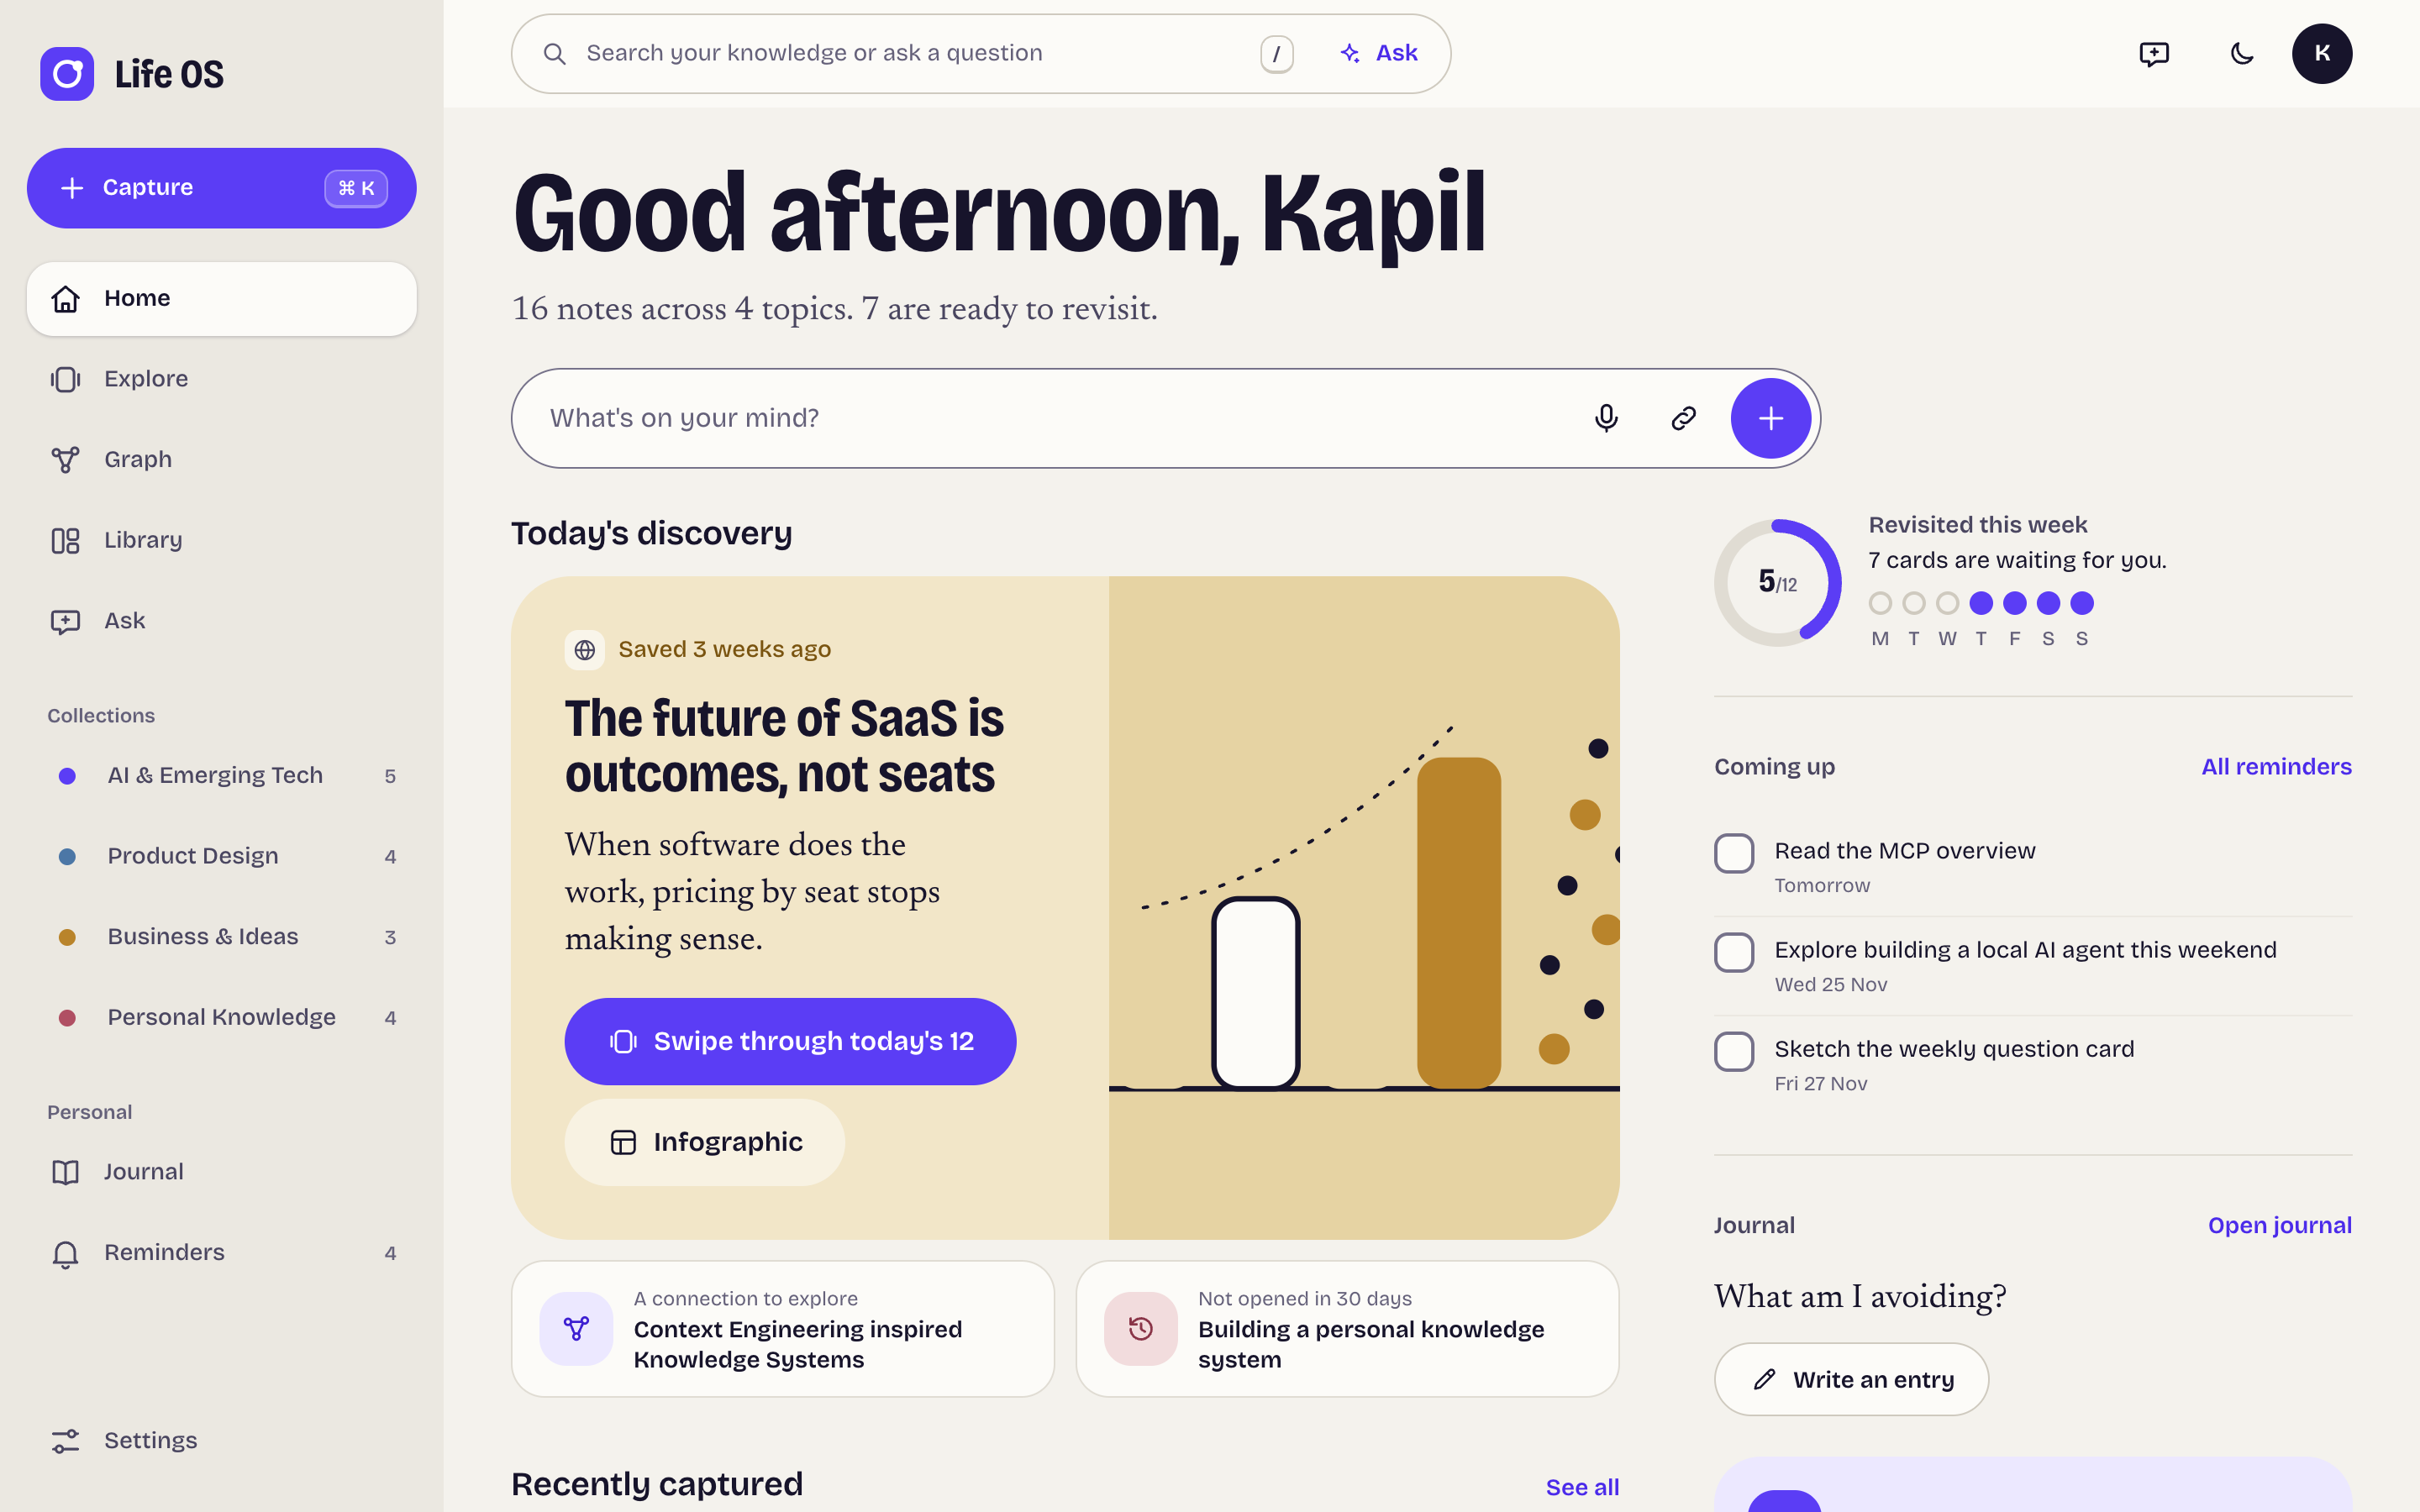 Life OS
Capture
⌘ K
Home
Explore
Graph
Library
Ask
Collections
AI & Emerging Tech 5
Product Design 4
Business & Ideas 3
Personal Knowledge 4
Personal
Journal
Reminders 4
Settings
Search your knowledge or ask a question
/
Ask
K
Good afternoon, Kapil
16 notes across 4 topics. 7 are ready to revisit.
What's on your mind?
Today's discovery
Saved 3 weeks ago
The future of SaaS is
outcomes, not seats
When software does the
work, pricing by seat stops
making sense.
Swipe through today's 12
Infographic
A connection to explore
Context Engineering inspired
Knowledge Systems
Not opened in 30 days
Building a personal knowledge
system
Recently captured
See all
5/12
Revisited this week
7 cards are waiting for you.
M T W T F S S
Coming up
All reminders
Read the MCP overview
Tomorrow
Explore building a local AI agent this weekend
Wed 25 Nov
Sketch the weekly question card
Fri 27 Nov
Journal
Open journal
What am I avoiding?
Write an entry